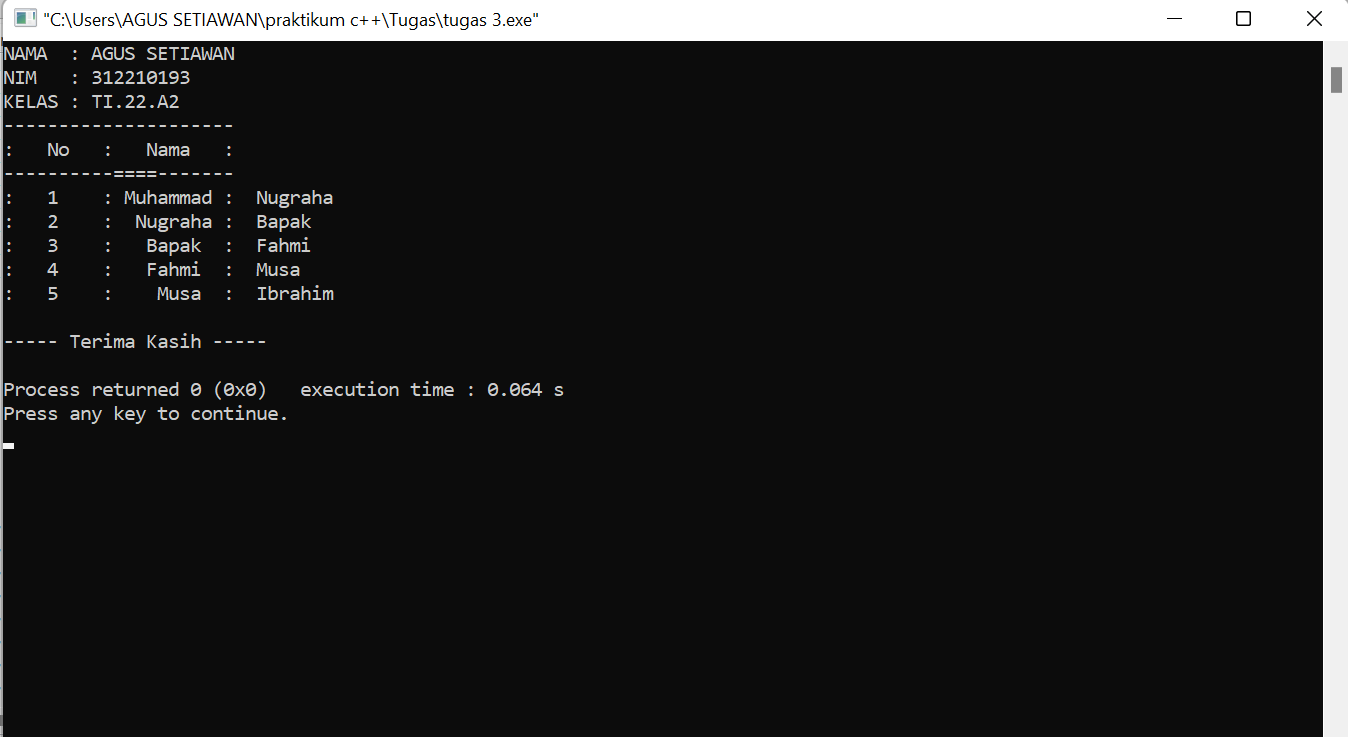 "C:\Users\AGUS SETIAWAN\praktikum c++\Tugas\tugas 3.exe"
NAMA  : AGUS SETIAWAN
NIM   : 312210193
KELAS : TI.22.A2
---------------------
:   No   :   Nama   :
----------====-------
:   1    : Muhammad :  Nugraha
:   2    :  Nugraha :  Bapak
:   3    :   Bapak  :  Fahmi
:   4    :   Fahmi  :  Musa
:   5    :    Musa  :  Ibrahim
----- Terima Kasih -----
Process returned 0 (0x0)   execution time : 0.064 s
Press any key to continue.